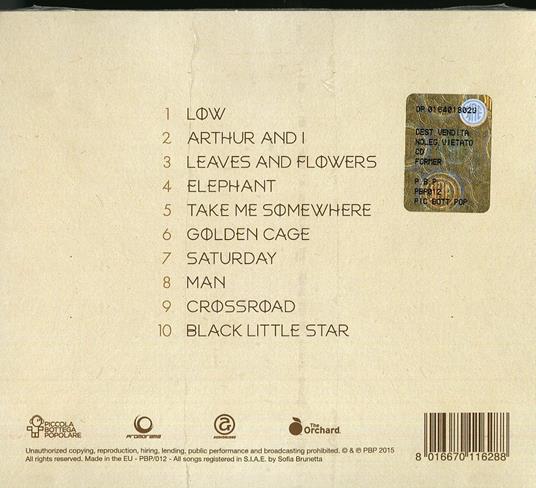 1 LOW
2 ARTHUR AND I
3 LEAVES AND FLOWERS
4 ELEPHANT
5 TAKE ME SOMEWHERE
6 GOLDEN CAGE
7 SATURDAY
8 MAN
9 CROSSROAD
10 BLACK LITTLE STAR
DEST VENDITA
NOLEG.VIETATO
CD
FORMER
P.B.P.
PBP012
PIC BOTT POP
PICCOLA
BOTTEGA
POPOLARE
promorama
The
Orchard
Unauthorized copying, reproduction, hiring, lending, public performance and broadcasting prohibited. © & ℗ PBP 2015
All rights reserved. Made in the EU - PBP/012 - All songs registered in S.I.A.E. by Sofia Brunetta
8 016670 116288